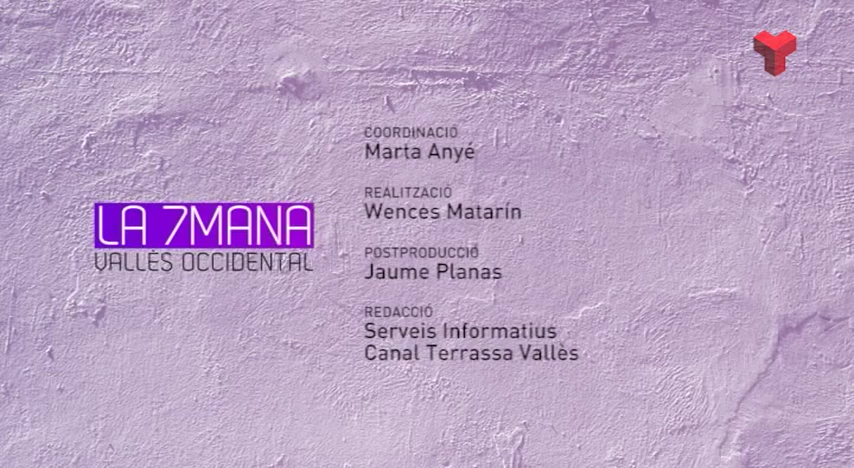 LA 7MANA
VALLÈS OCCIDENTAL
COORDINACIÓ
Marta Anyé
REALITZACIÓ
Wences Matarín
POSTPRODUCCIÓ
Jaume Planas
REDACCIÓ
Serveis Informatius
Canal Terrassa Vallès